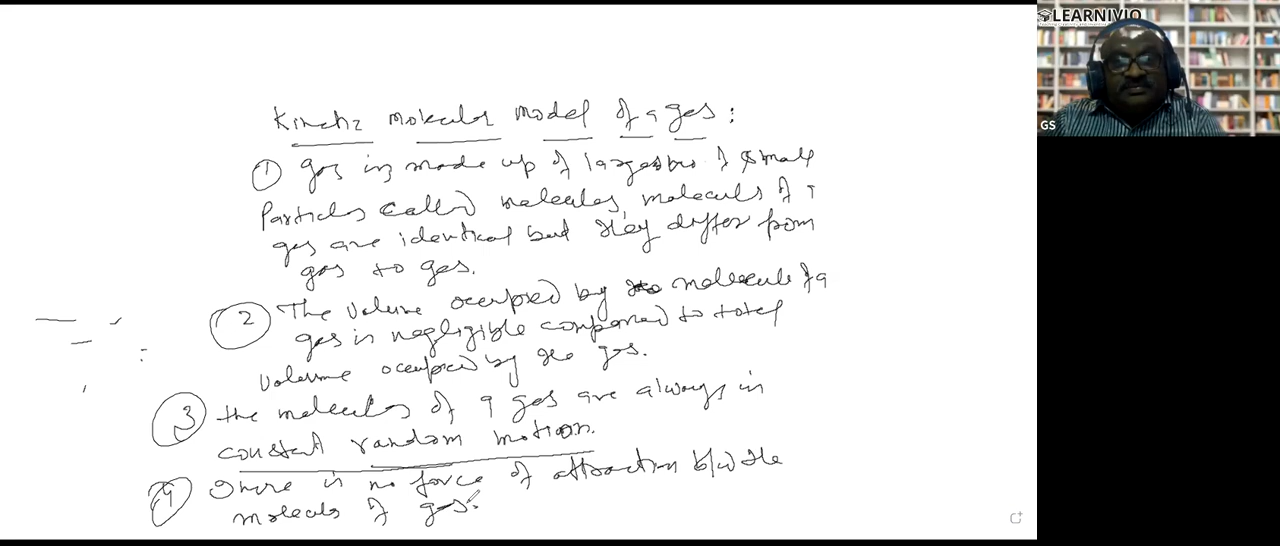 Kinetic molecular model of a gas:
① gas is made up of large no of small
Particles called molecules, molecules of a
gas are identical but they differ from
gas to gas.
② The volume occupied by molecule of a
gas is negligible compared to total
volume occupied by the gas.
③ the molecules of a gas are always in
constant random motion.
④ There is no force of attraction b/w the
molecules of gas.
LEARNIVIO
GS